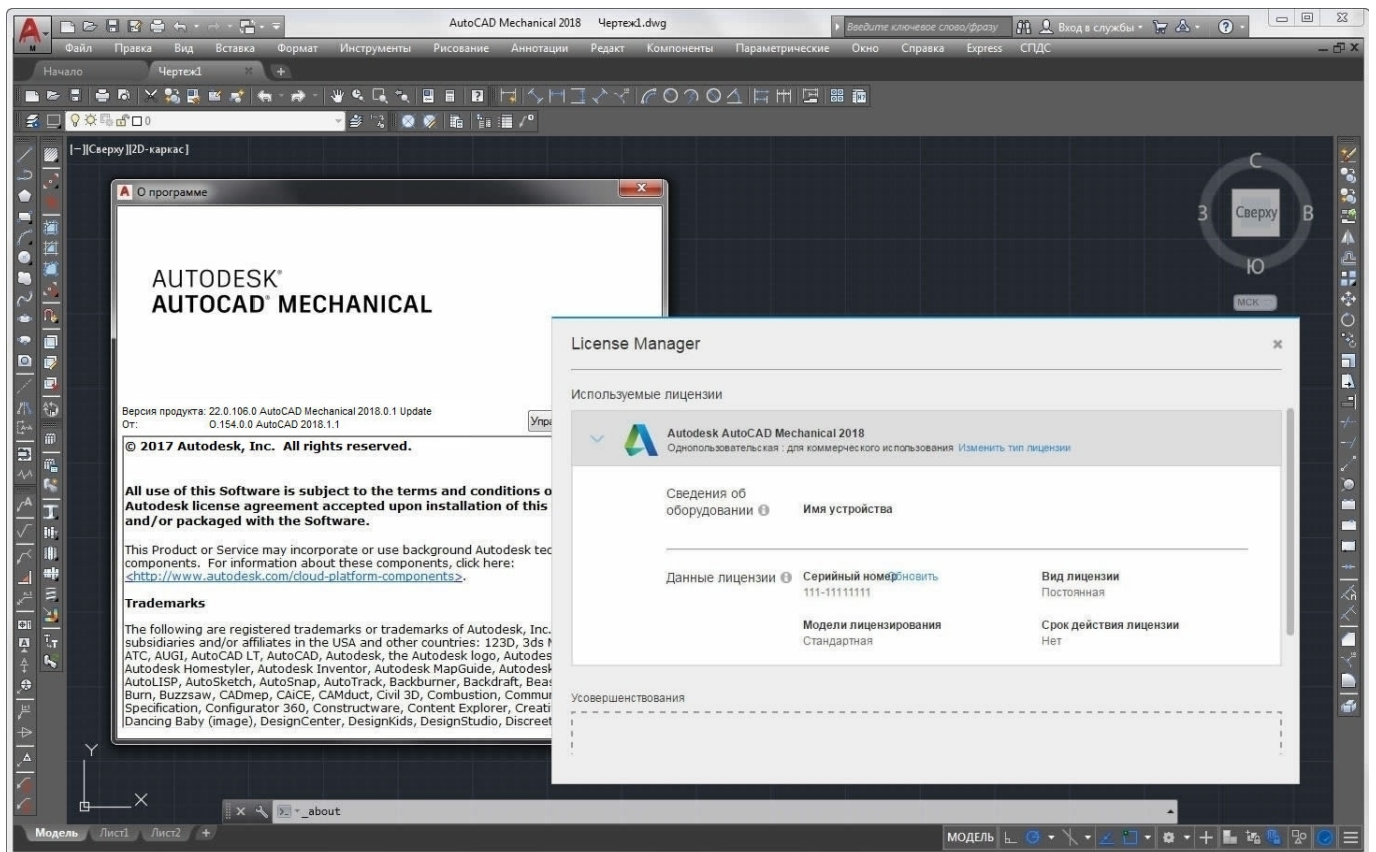 AutoCAD Mechanical 2018 Чертеж1.dwg
Введите ключевое слово/фразу
Вход в службы
Файл Правка Вид Вставка Формат Инструменты Рисование Аннотации Редакт Компоненты Параметрические Окно Справка Express СПДС
Начало Чертеж1
0
[−][Сверху][2D-каркас]
С
З Сверху В
Ю
МСК
О программе
AUTODESK®
AUTOCAD® MECHANICAL
Версия продукта: 22.0.106.0 AutoCAD Mechanical 2018.0.1 Update
От: O.154.0.0 AutoCAD 2018.1.1
Упра
© 2017 Autodesk, Inc. All rights reserved.
All use of this Software is subject to the terms and conditions o
Autodesk license agreement accepted upon installation of this
and/or packaged with the Software.
This Product or Service may incorporate or use background Autodesk tec
components. For information about these components, click here:
<http://www.autodesk.com/cloud-platform-components>.
Trademarks
The following are registered trademarks or trademarks of Autodesk, Inc.
subsidiaries and/or affiliates in the USA and other countries: 123D, 3ds M
ATC, AUGI, AutoCAD LT, AutoCAD, Autodesk, the Autodesk logo, Autodes
Autodesk Homestyler, Autodesk Inventor, Autodesk MapGuide, Autodesk
AutoLISP, AutoSketch, AutoSnap, AutoTrack, Backburner, Backdraft, Beas
Burn, Buzzsaw, CADmep, CAiCE, CAMduct, Civil 3D, Combustion, Commun
Specification, Configurator 360, Constructware, Content Explorer, Creati
Dancing Baby (image), DesignCenter, DesignKids, DesignStudio, Discreet
License Manager
Используемые лицензии
Autodesk AutoCAD Mechanical 2018
Однопользовательская : для коммерческого использования Изменить тип лицензии
Сведения об
оборудовании Имя устройства
Данные лицензии Серийный номер Обновить Вид лицензии
111-11111111 Постоянная
Модели лицензирования Срок действия лицензии
Стандартная Нет
Усовершенствования
Y
X
_about
Модель Лист1 Лист2 +
МОДЕЛЬ